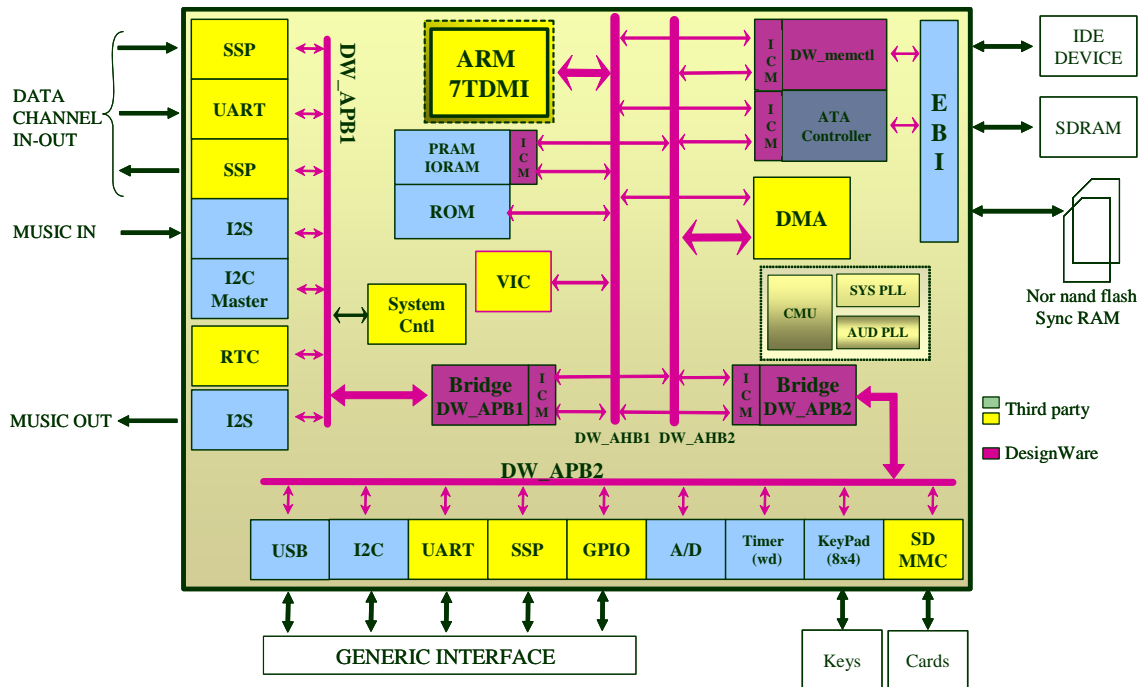 DATA
CHANNEL
IN-OUT
MUSIC IN
MUSIC OUT
SSP
UART
SSP
I2S
I2C
Master
RTC
I2S
DW_APB1
ARM
7TDMI
PRAM
IORAM
ICM
ROM
VIC
System
Cntl
Bridge
DW_APB1
ICM
DW_AHB1
DW_AHB2
ICM
DW_memctl
ICM
ATA
Controller
EBI
DMA
CMU
SYS PLL
AUD PLL
ICM
Bridge
DW_APB2
DW_APB2
USB
I2C
UART
SSP
GPIO
A/D
Timer
(wd)
KeyPad
(8x4)
SD
MMC
GENERIC INTERFACE
Keys
Cards
IDE
DEVICE
SDRAM
Nor nand flash
Sync RAM
Third party
DesignWare